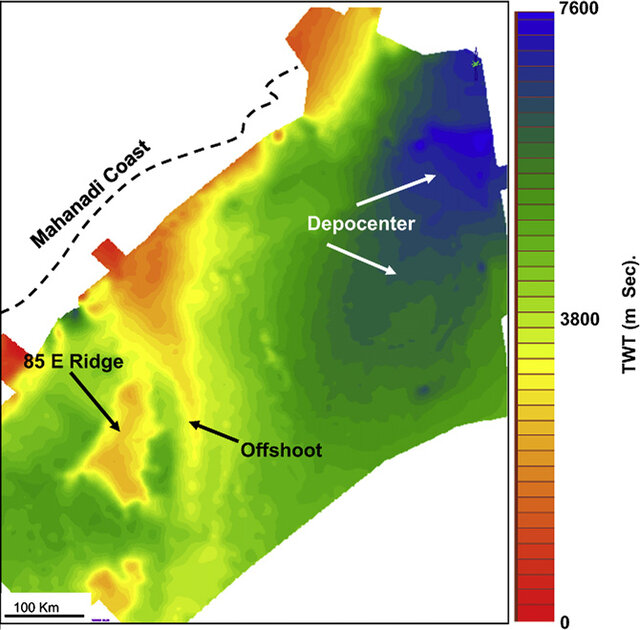 7600
Mahanadi Coast
Depocenter
3800
TWT (m Sec).
85 E Ridge
Offshoot
100 Km
0